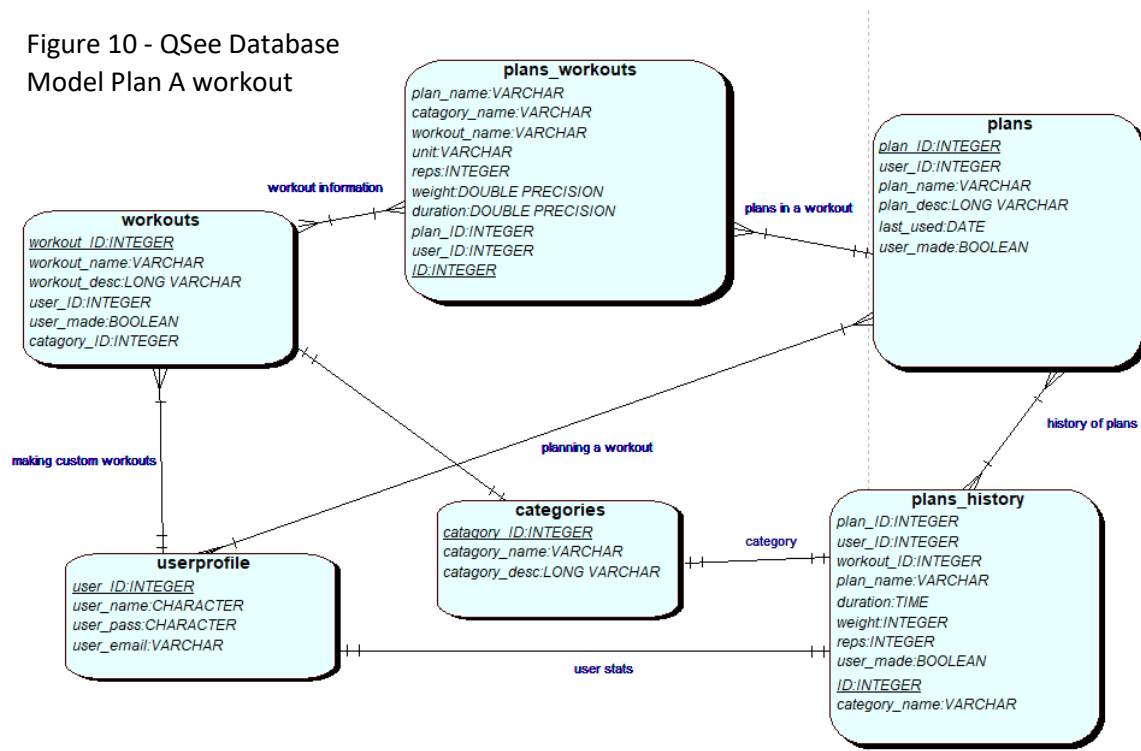 Figure 10 - QSee Database
Model Plan A workout
plans_workouts
plan_name:VARCHAR
catagory_name:VARCHAR
workout_name:VARCHAR
unit:VARCHAR
reps:INTEGER
weight:DOUBLE PRECISION
duration:DOUBLE PRECISION
plan_ID:INTEGER
user_ID:INTEGER
ID:INTEGER
plans
plan_ID:INTEGER
user_ID:INTEGER
plan_name:VARCHAR
plan_desc:LONG VARCHAR
last_used:DATE
user_made:BOOLEAN
workout information
plans in a workout
workouts
workout_ID:INTEGER
workout_name:VARCHAR
workout_desc:LONG VARCHAR
user_ID:INTEGER
user_made:BOOLEAN
catagory_ID:INTEGER
making custom workouts
planning a workout
history of plans
userprofile
user_ID:INTEGER
user_name:CHARACTER
user_pass:CHARACTER
user_email:VARCHAR
categories
catagory_ID:INTEGER
catagory_name:VARCHAR
catagory_desc:LONG VARCHAR
category
plans_history
plan_ID:INTEGER
user_ID:INTEGER
workout_ID:INTEGER
plan_name:VARCHAR
duration:TIME
weight:INTEGER
reps:INTEGER
user_made:BOOLEAN
ID:INTEGER
category_name:VARCHAR
user stats